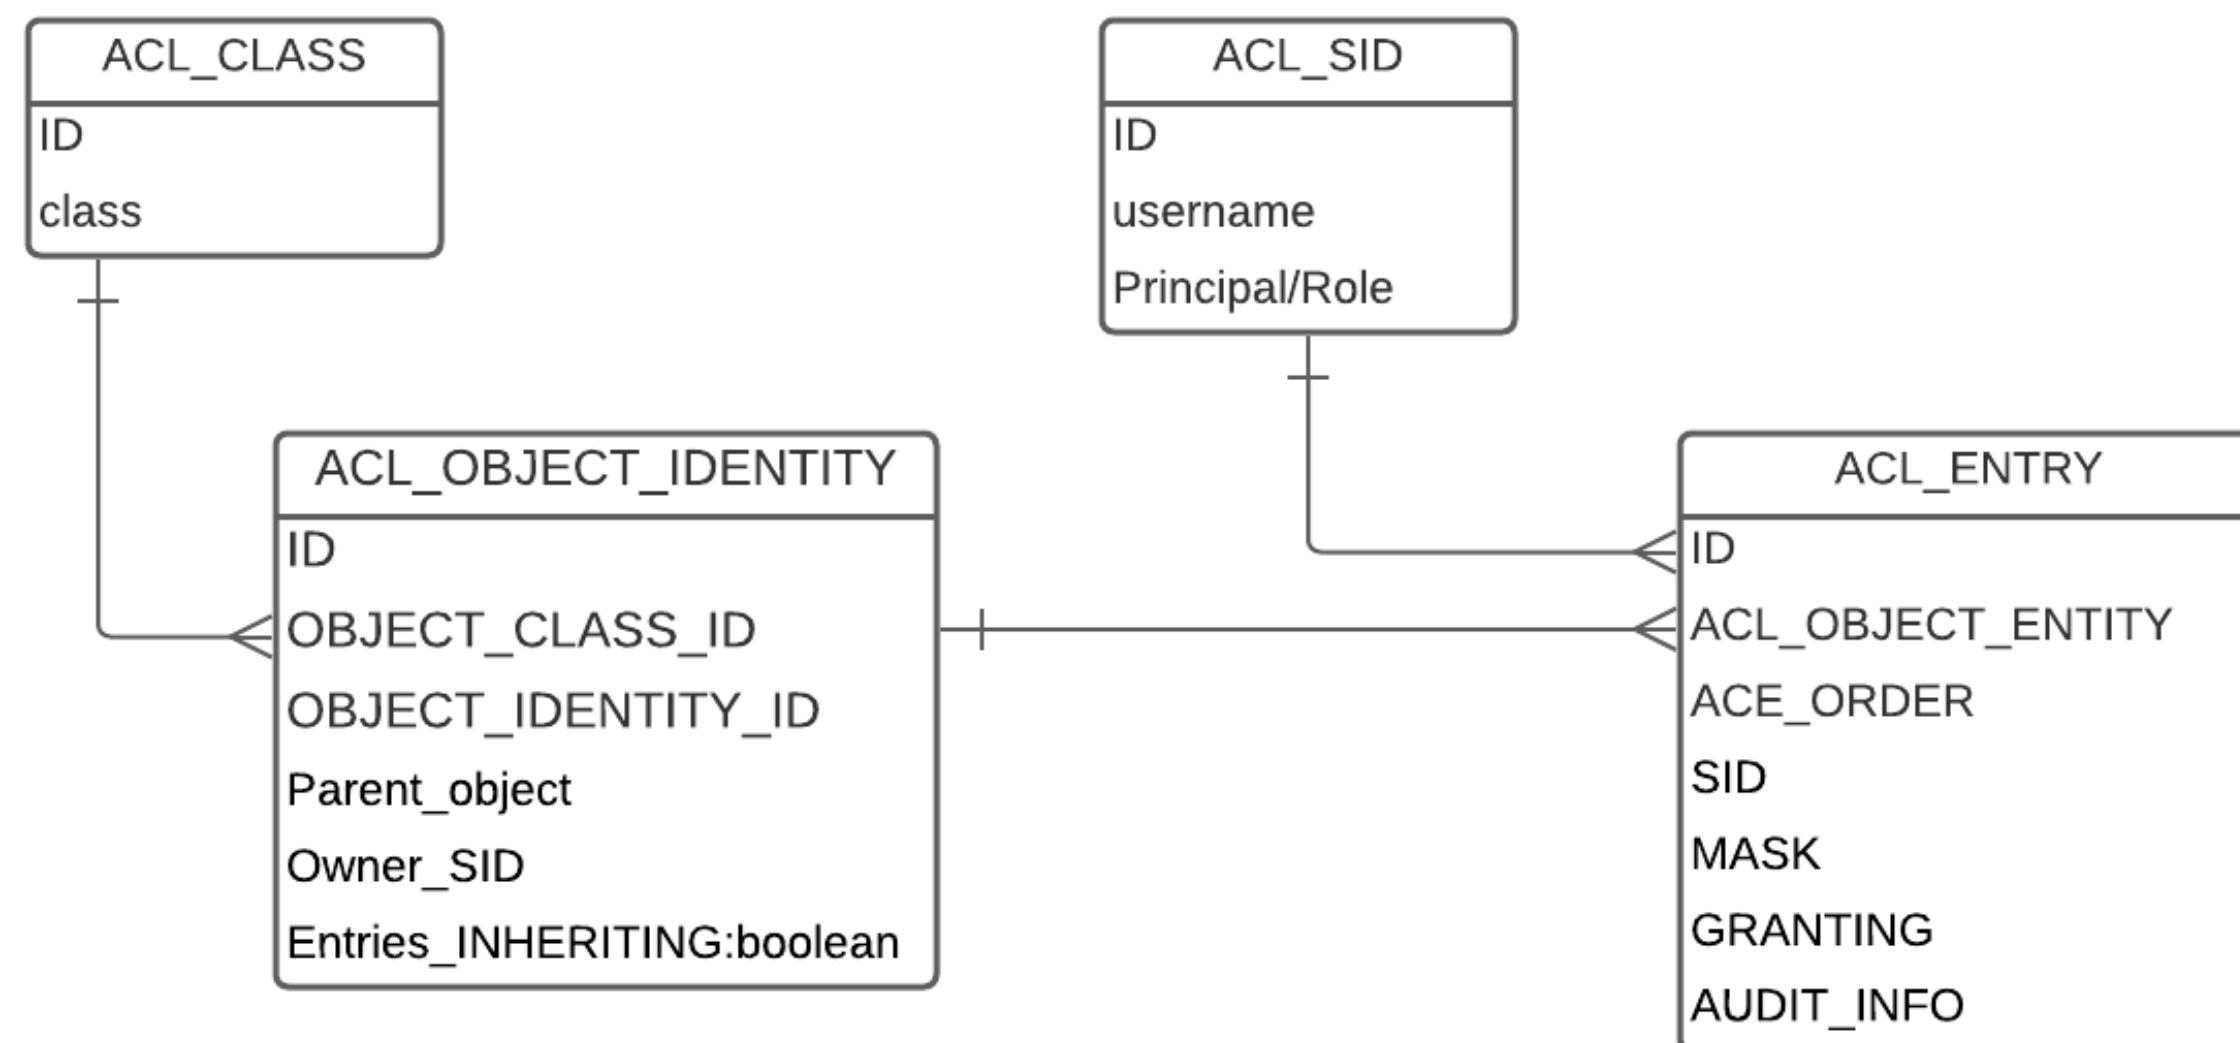 ACL_CLASS
ID
class
ACL_SID
ID
username
Principal/Role
ACL_OBJECT_IDENTITY
ID
OBJECT_CLASS_ID
OBJECT_IDENTITY_ID
Parent_object
Owner_SID
Entries_INHERITING:boolean
ACL_ENTRY
ID
ACL_OBJECT_ENTITY
ACE_ORDER
SID
MASK
GRANTING
AUDIT_INFO